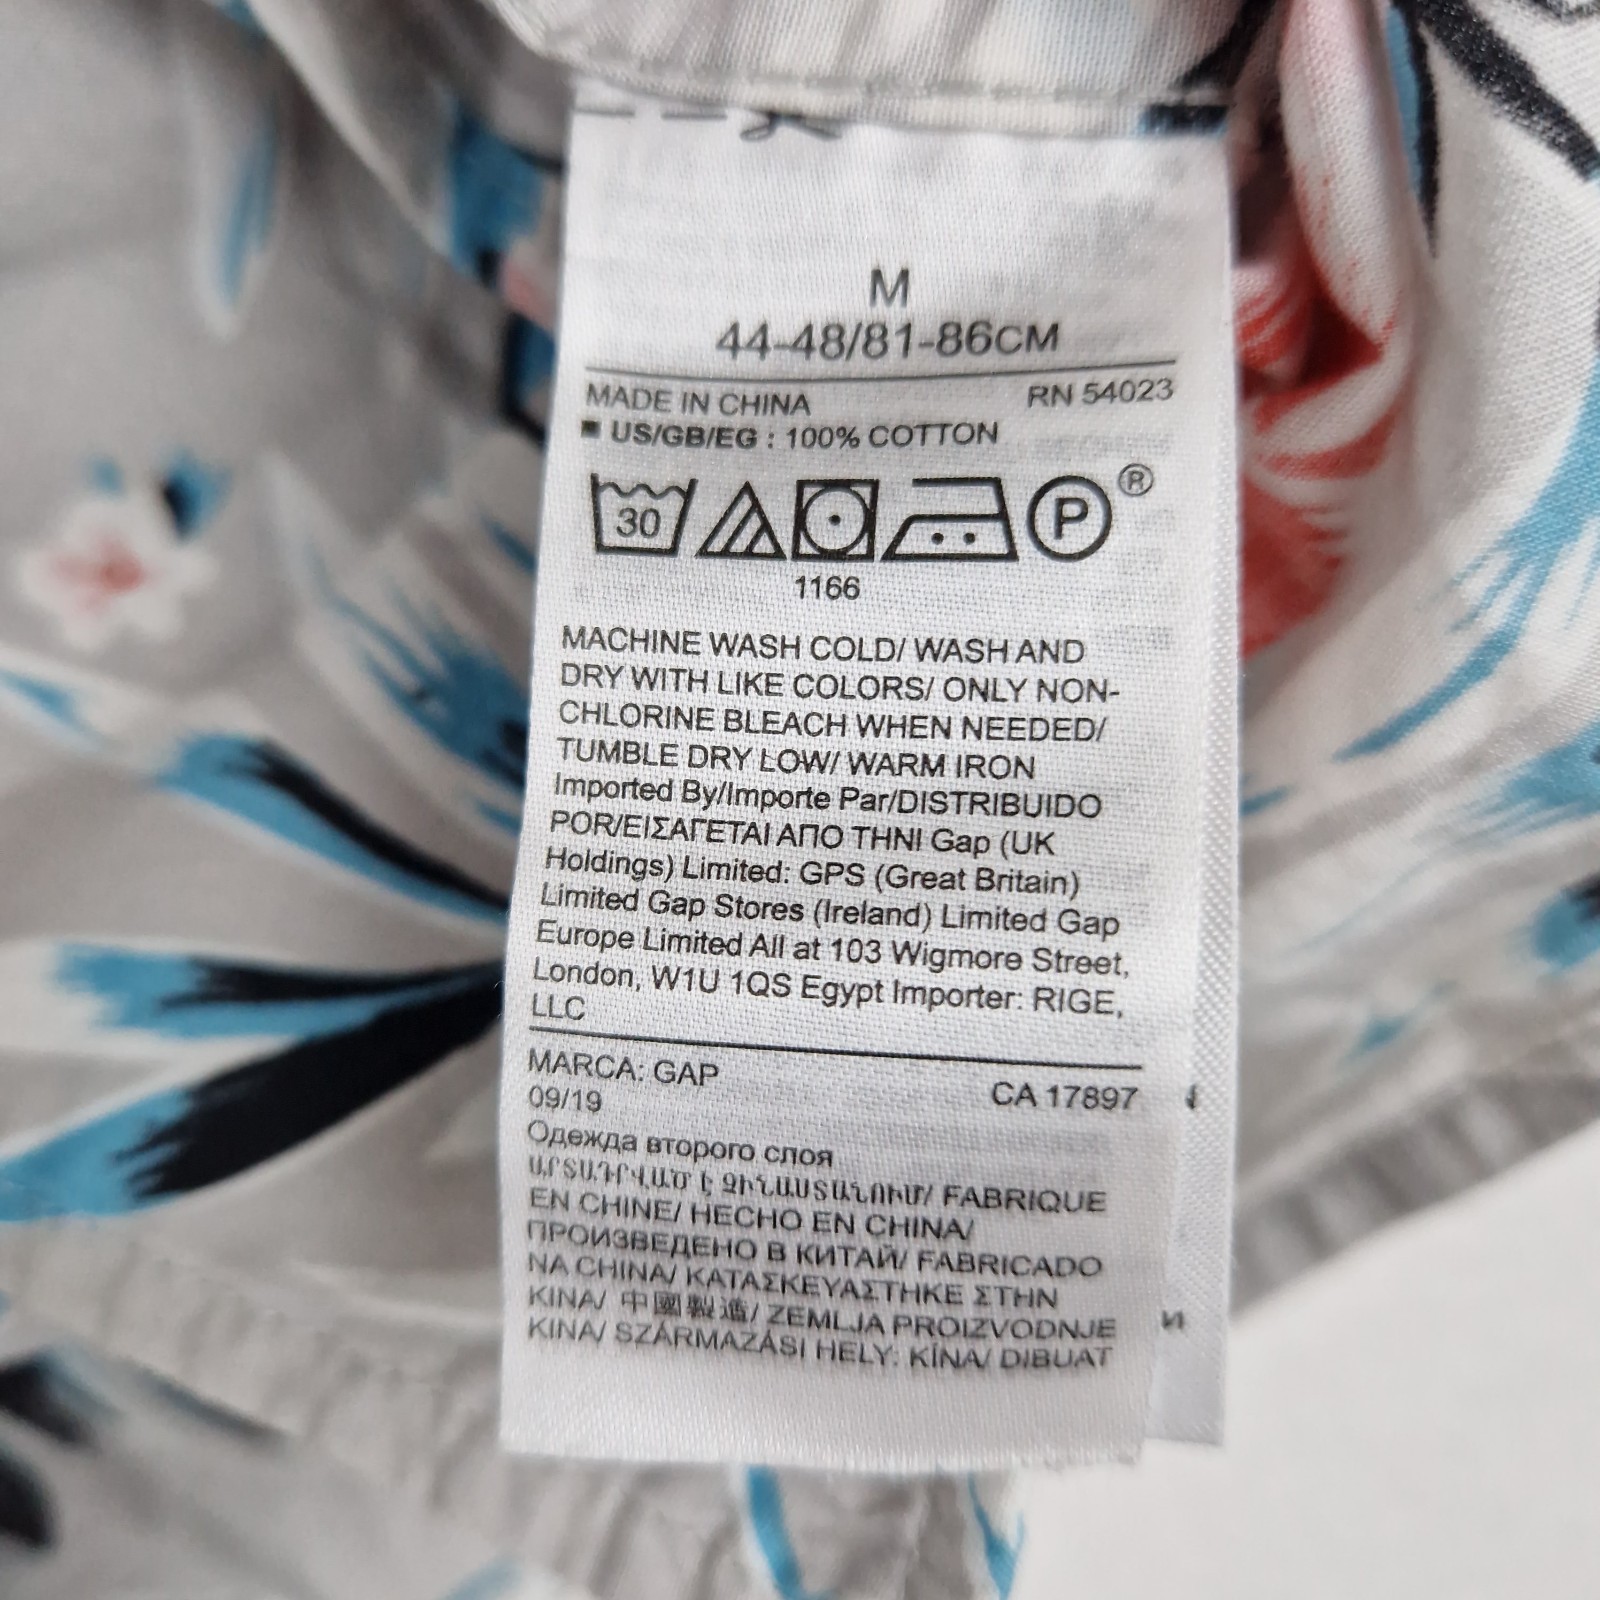 M
44-48/81-86CM
MADE IN CHINA RN 54023
US/GB/EG : 100% COTTON
30 P ®
1166
MACHINE WASH COLD/ WASH AND
DRY WITH LIKE COLORS/ ONLY NON-
CHLORINE BLEACH WHEN NEEDED/
TUMBLE DRY LOW/ WARM IRON
Imported By/Importe Par/DISTRIBUIDO
POR/ΕΙΣΑΓΕΤΑΙ ΑΠΟ ΤΗΝΙ Gap (UK
Holdings) Limited: GPS (Great Britain)
Limited Gap Stores (Ireland) Limited Gap
Europe Limited All at 103 Wigmore Street,
London, W1U 1QS Egypt Importer: RIGE,
LLC
MARCA: GAP CA 17897
09/19
Одежда второго слоя
ԱՐՏԱԴՐՎԱԾ Է ՉԻՆԱՍՏԱՆՈՒՄ/ FABRIQUE
EN CHINE/ HECHO EN CHINA/
ПРОИЗВЕДЕНО В КИТАЙ/ FABRICADO
NA CHINA/ ΚΑΤΑΣΚΕΥΑΣΤΗΚΕ ΣΤΗΝ
ΚΙΝΑ/ 中國製造/ ZEMLJA PROIZVODNJE
KINA/ SZÁRMAZÁSI HELY: KÍNA/ DIBUAT